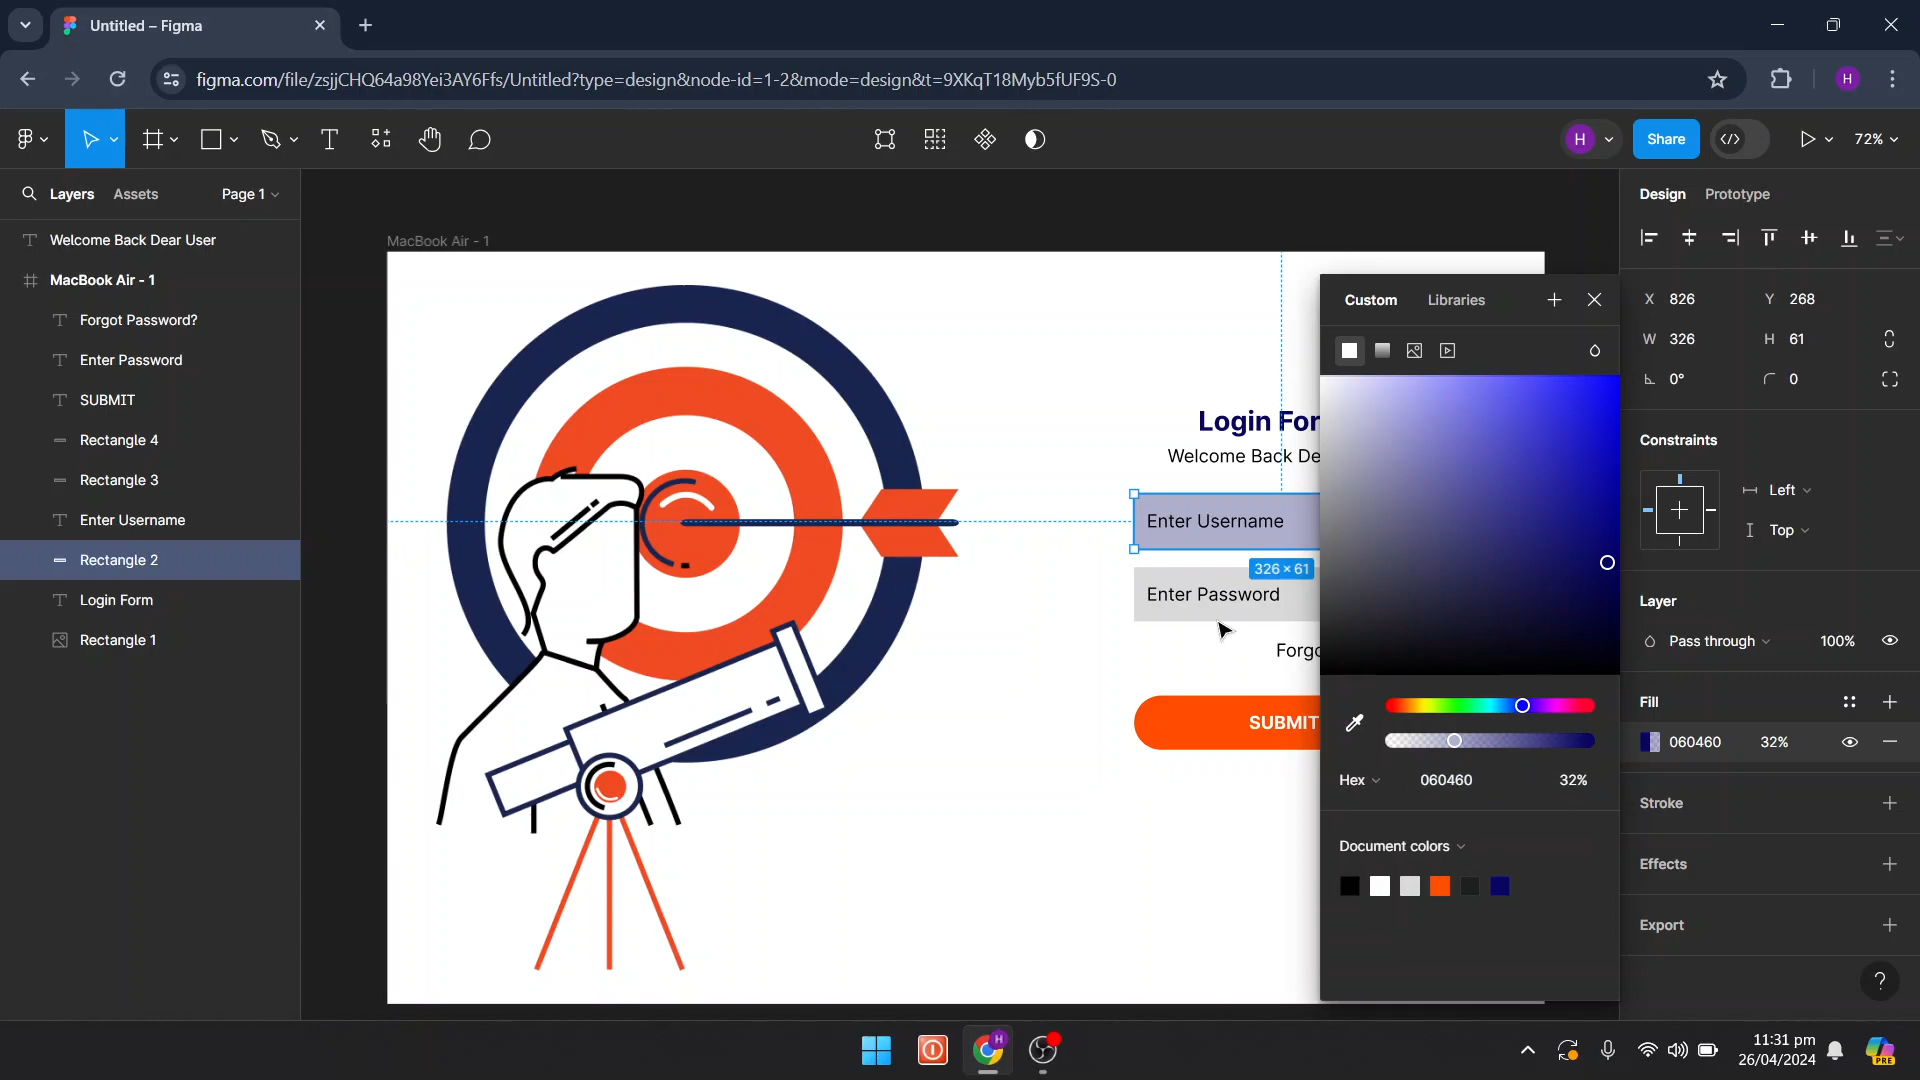 Untitled – Figma
figma.com/file/zsjjCHQ64a98Yei3AY6Ffs/Untitled?type=design&node-id=1-2&mode=design&t=9XKqT18Myb5fUF9S-0
H
H
Share
72%
Layers
Assets
Page 1
Welcome Back Dear User
MacBook Air - 1
Forgot Password?
Enter Password
SUBMIT
Rectangle 4
Rectangle 3
Enter Username
Rectangle 2
Login Form
Rectangle 1
MacBook Air - 1
Login For
Welcome Back De
Enter Username
326 × 61
Enter Password
Forgo
SUBMIT
Custom
Libraries
Hex
060460
32%
Document colors
Design
Prototype
X 826
Y 268
W 326
H 61
0°
0
Constraints
Left
Top
Layer
Pass through
100%
Fill
060460
32%
Stroke
Effects
Export
?
H
11:31 pm
26/04/2024
PRE